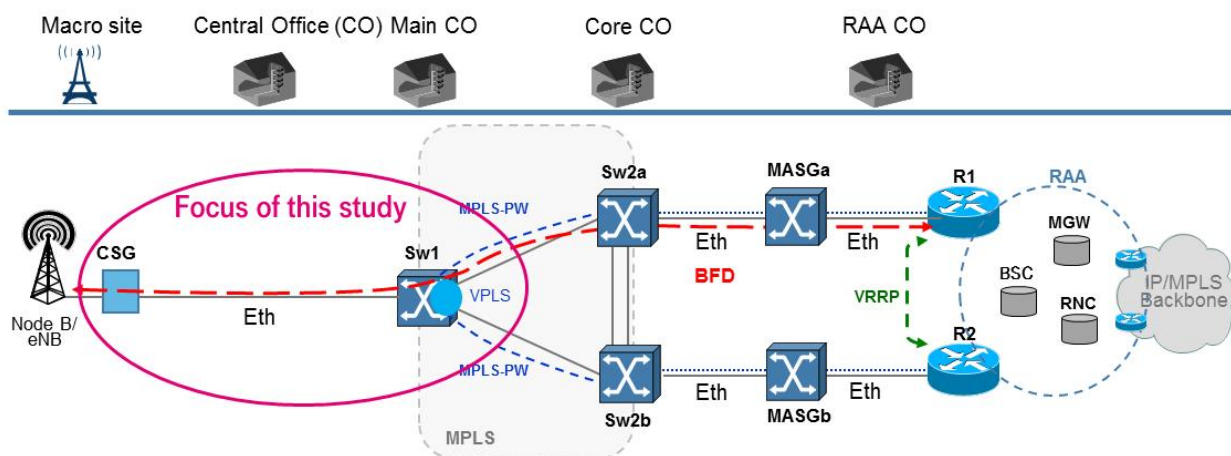 Macro site
Central Office (CO)
Main CO
Core CO
RAA CO
Focus of this study
CSG
Node B/
eNB
Eth
Sw1
VPLS
MPLS-PW
MPLS-PW
MPLS
Sw2a
Sw2b
Eth
BFD
MASGa
Eth
Eth
MASGb
Eth
VRRP
R1
R2
RAA
MGW
BSC
RNC
IP/MPLS
Backbone